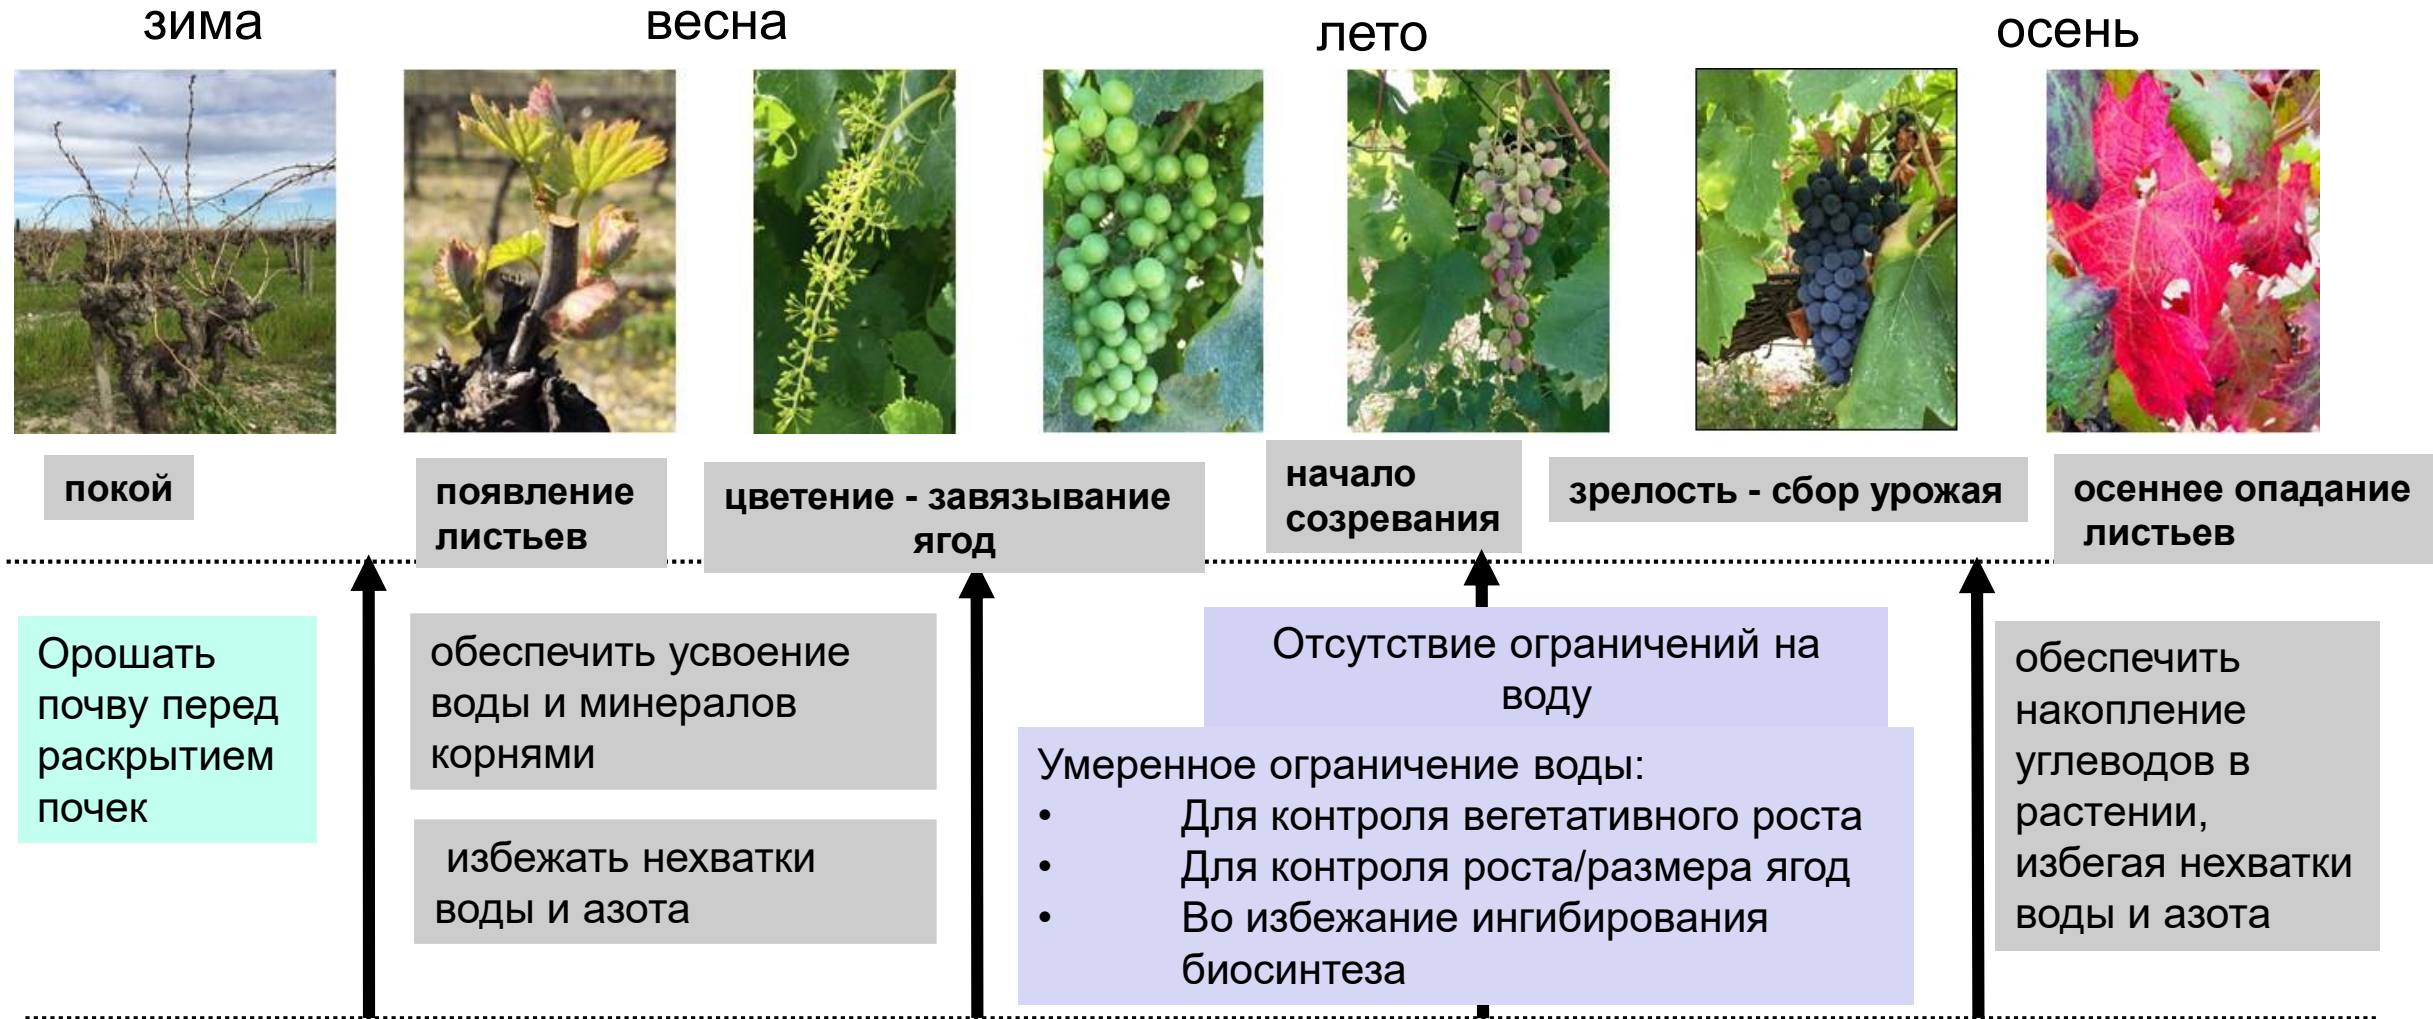 зима
весна
лето
осень
покой
появление
листьев
цветение - завязывание
ягод
начало
созревания
зрелость - сбор урожая
осеннее опадание
листьев
Орошать
почву перед
раскрытием
почек
обеспечить усвоение
воды и минералов
корнями
избежать нехватки
воды и азота
Отсутствие ограничений на
воду
Умеренное ограничение воды:
• Для контроля вегетативного роста
• Для контроля роста/размера ягод
• Во избежание ингибирования
биосинтеза
обеспечить
накопление
углеводов в
растении,
избегая нехватки
воды и азота